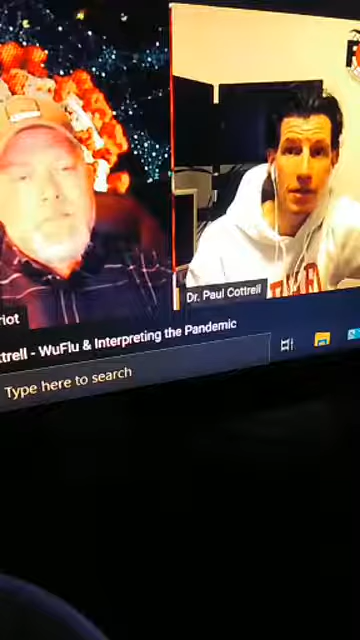 Dr. Paul Cottrell
riot
ttrell - WuFlu & Interpreting the Pandemic
Type here to search